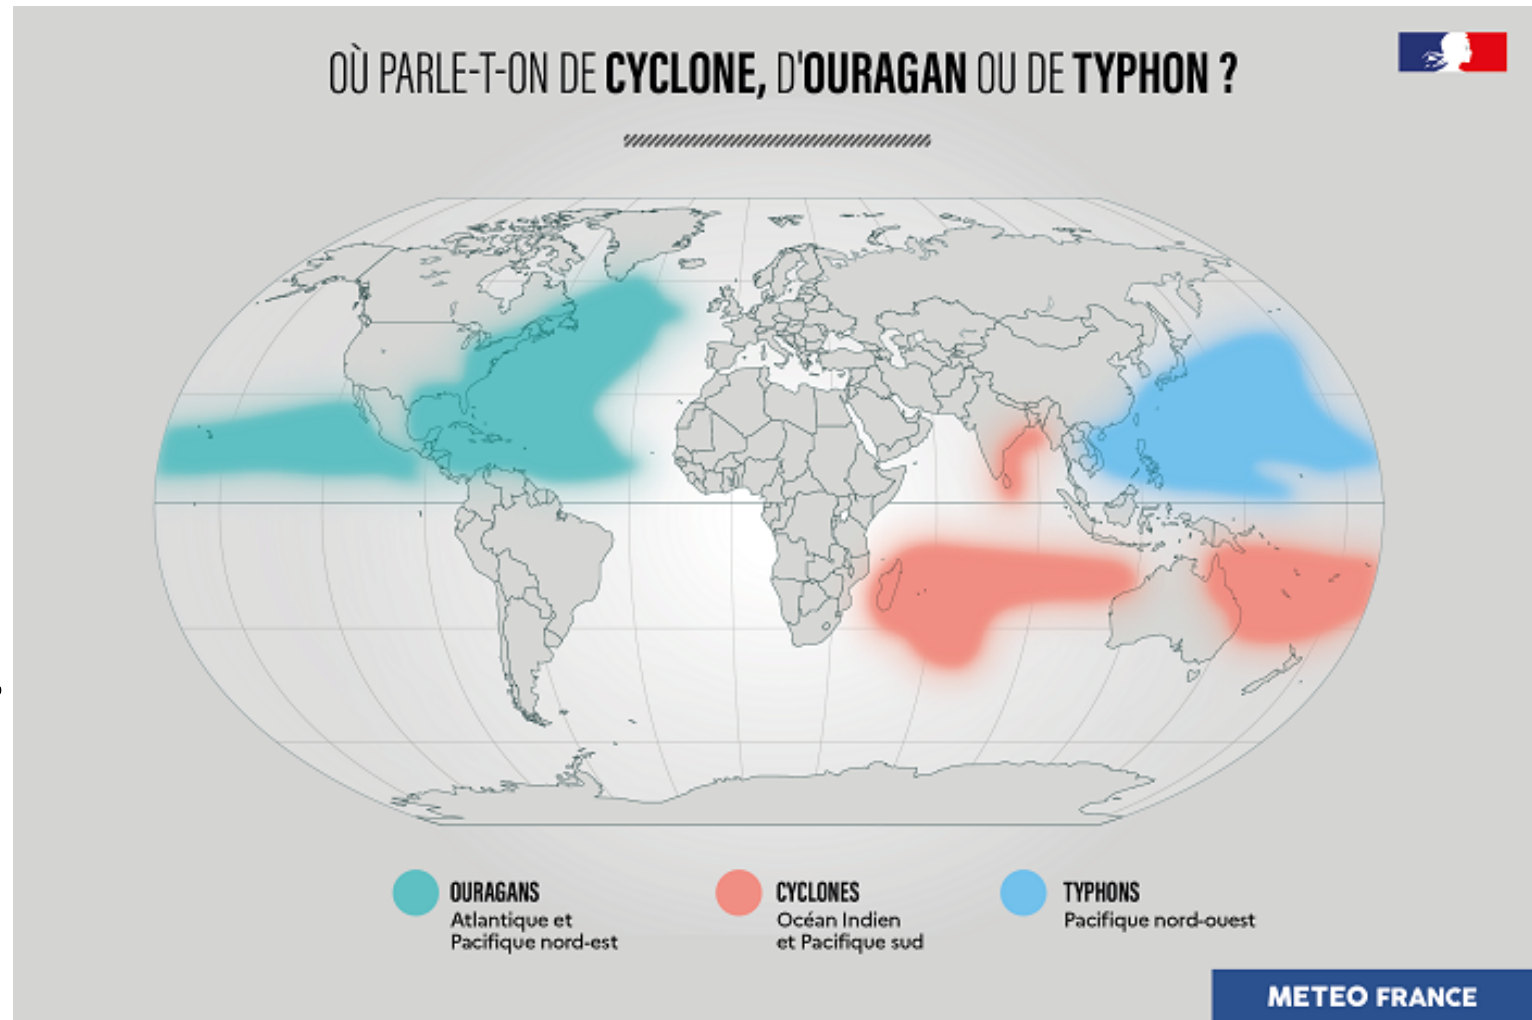 OÙ PARLE-T-ON DE CYCLONE, D'OURAGAN OU DE TYPHON ?
OURAGANS
Atlantique et
Pacifique nord-est
CYCLONES
Océan Indien
et Pacifique sud
TYPHONS
Pacifique nord-ouest
METEO FRANCE